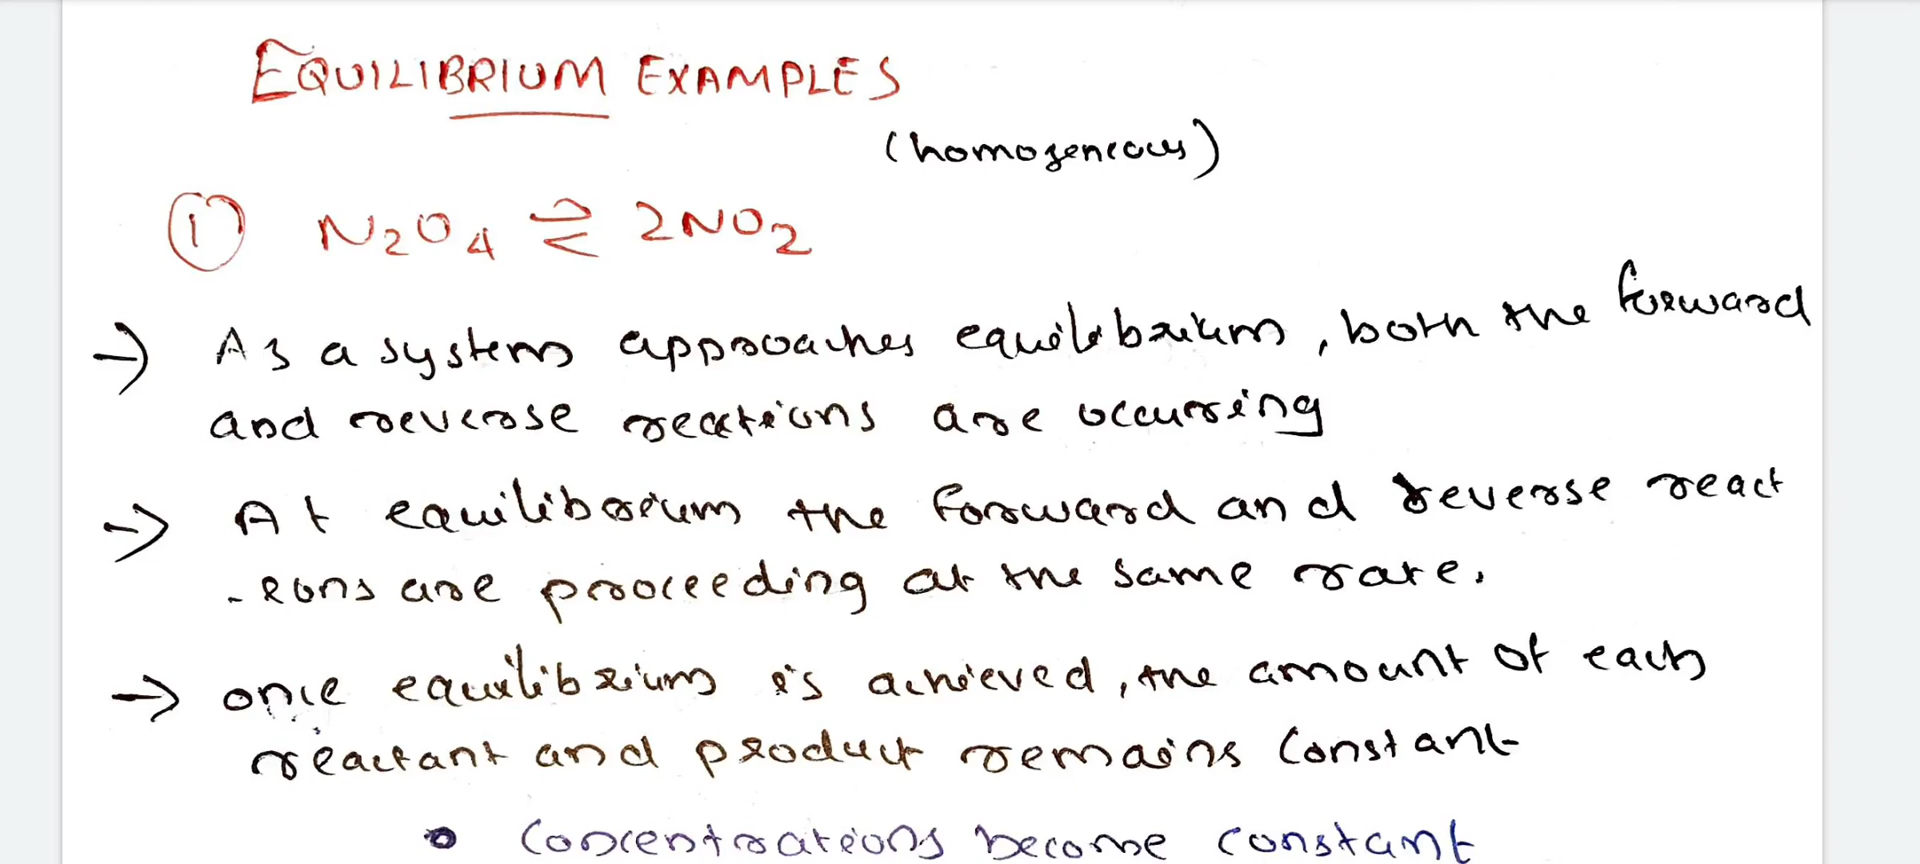 EQUILIBRIUM EXAMPLES
(homogeneous)
① N₂O₄ ⇌ 2NO₂
→ As a system approaches equilibrium, both the forward
and reverse reactions are occurring
→ At equilibrium the forward and reverse react
-ions are proceeding at the same rate.
→ once equilibrium is achieved, the amount of each
reactant and product remains constant
• Concentrations become constant